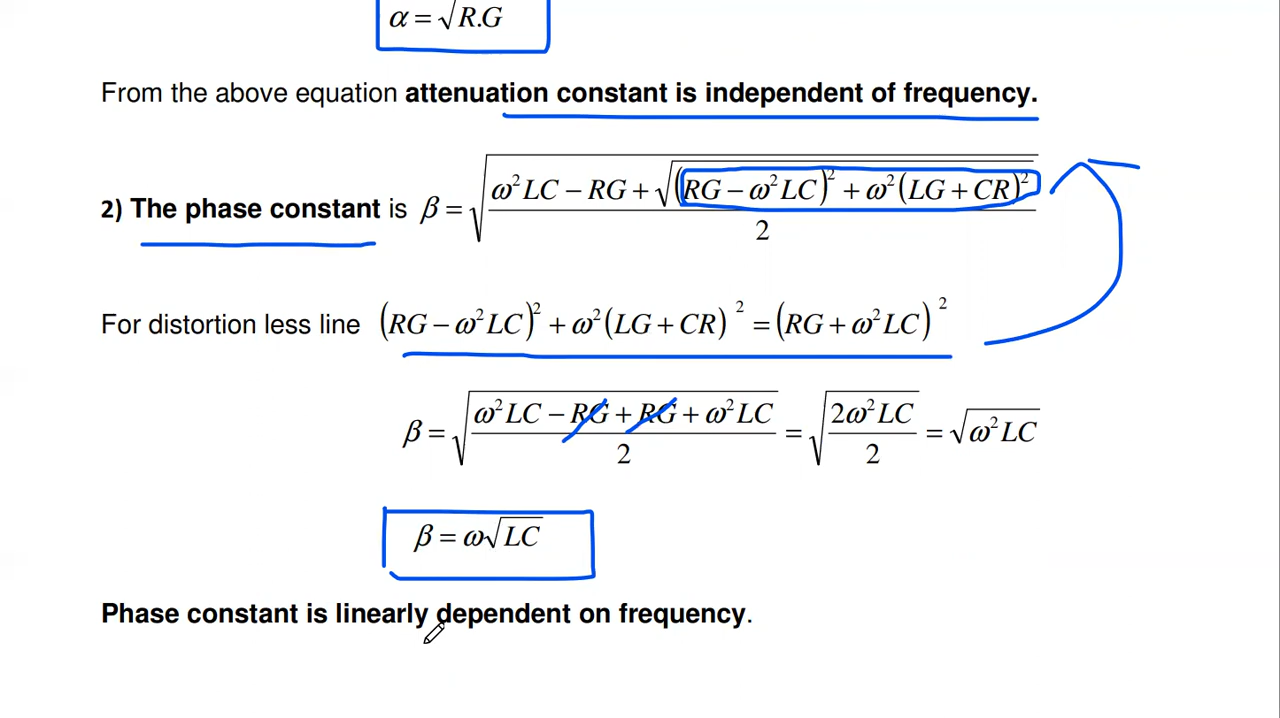 α = √R.G
From the above equation attenuation constant is independent of frequency.
2) The phase constant is β = √((ω²LC − RG + √((RG − ω²LC)² + ω²(LG + CR)²))/2)
For distortion less line (RG − ω²LC)² + ω²(LG + CR)² = (RG + ω²LC)²
β = √((ω²LC − RG + RG + ω²LC)/2) = √(2ω²LC/2) = √ω²LC
β = ω√LC
Phase constant is linearly dependent on frequency.